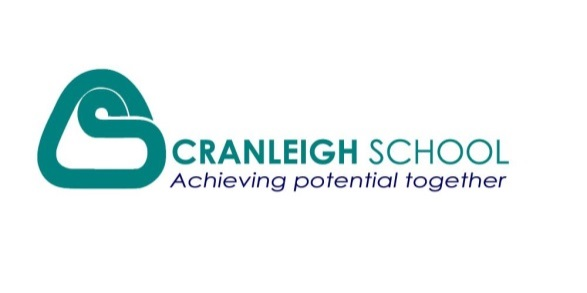 CRANLEIGH SCHOOL
Achieving potential together